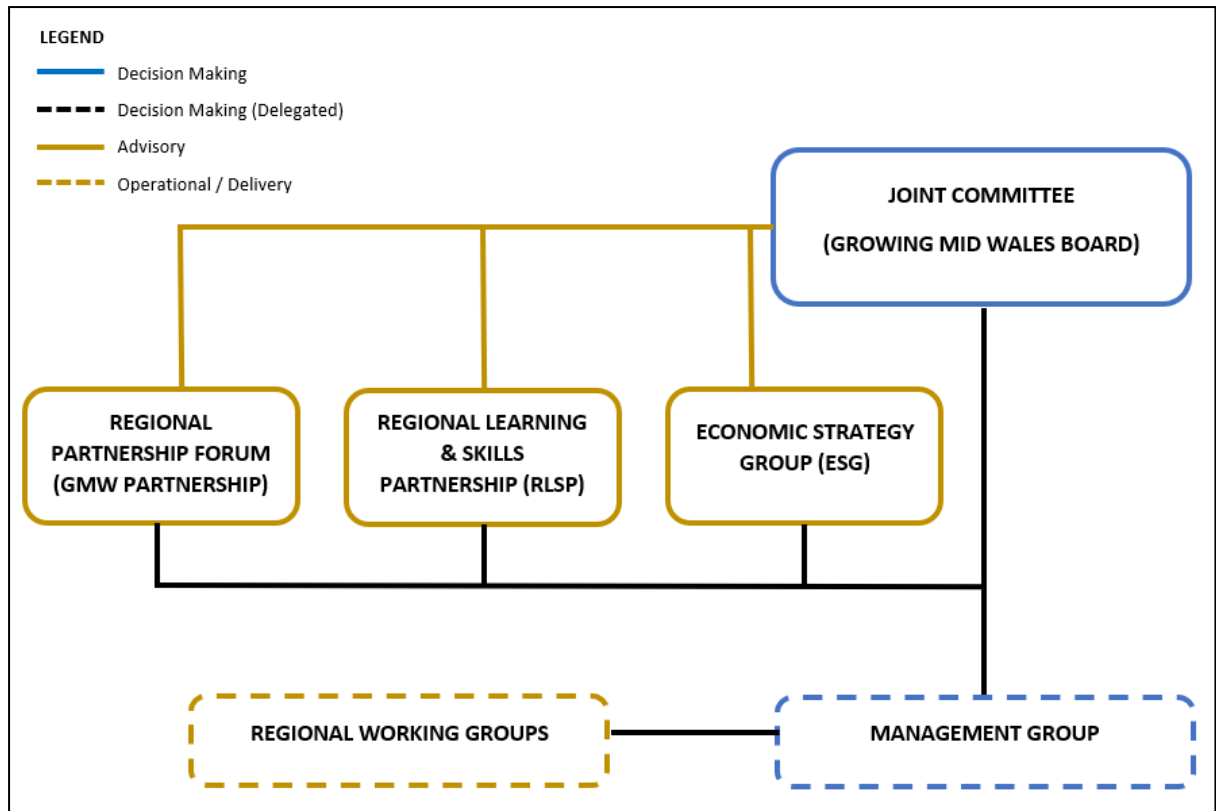 LEGEND
Decision Making
Decision Making (Delegated)
Advisory
Operational / Delivery
JOINT COMMITTEE
(GROWING MID WALES BOARD)
REGIONAL
PARTNERSHIP FORUM
(GMW PARTNERSHIP)
REGIONAL LEARNING
& SKILLS
PARTNERSHIP (RLSP)
ECONOMIC STRATEGY
GROUP (ESG)
REGIONAL WORKING GROUPS
MANAGEMENT GROUP